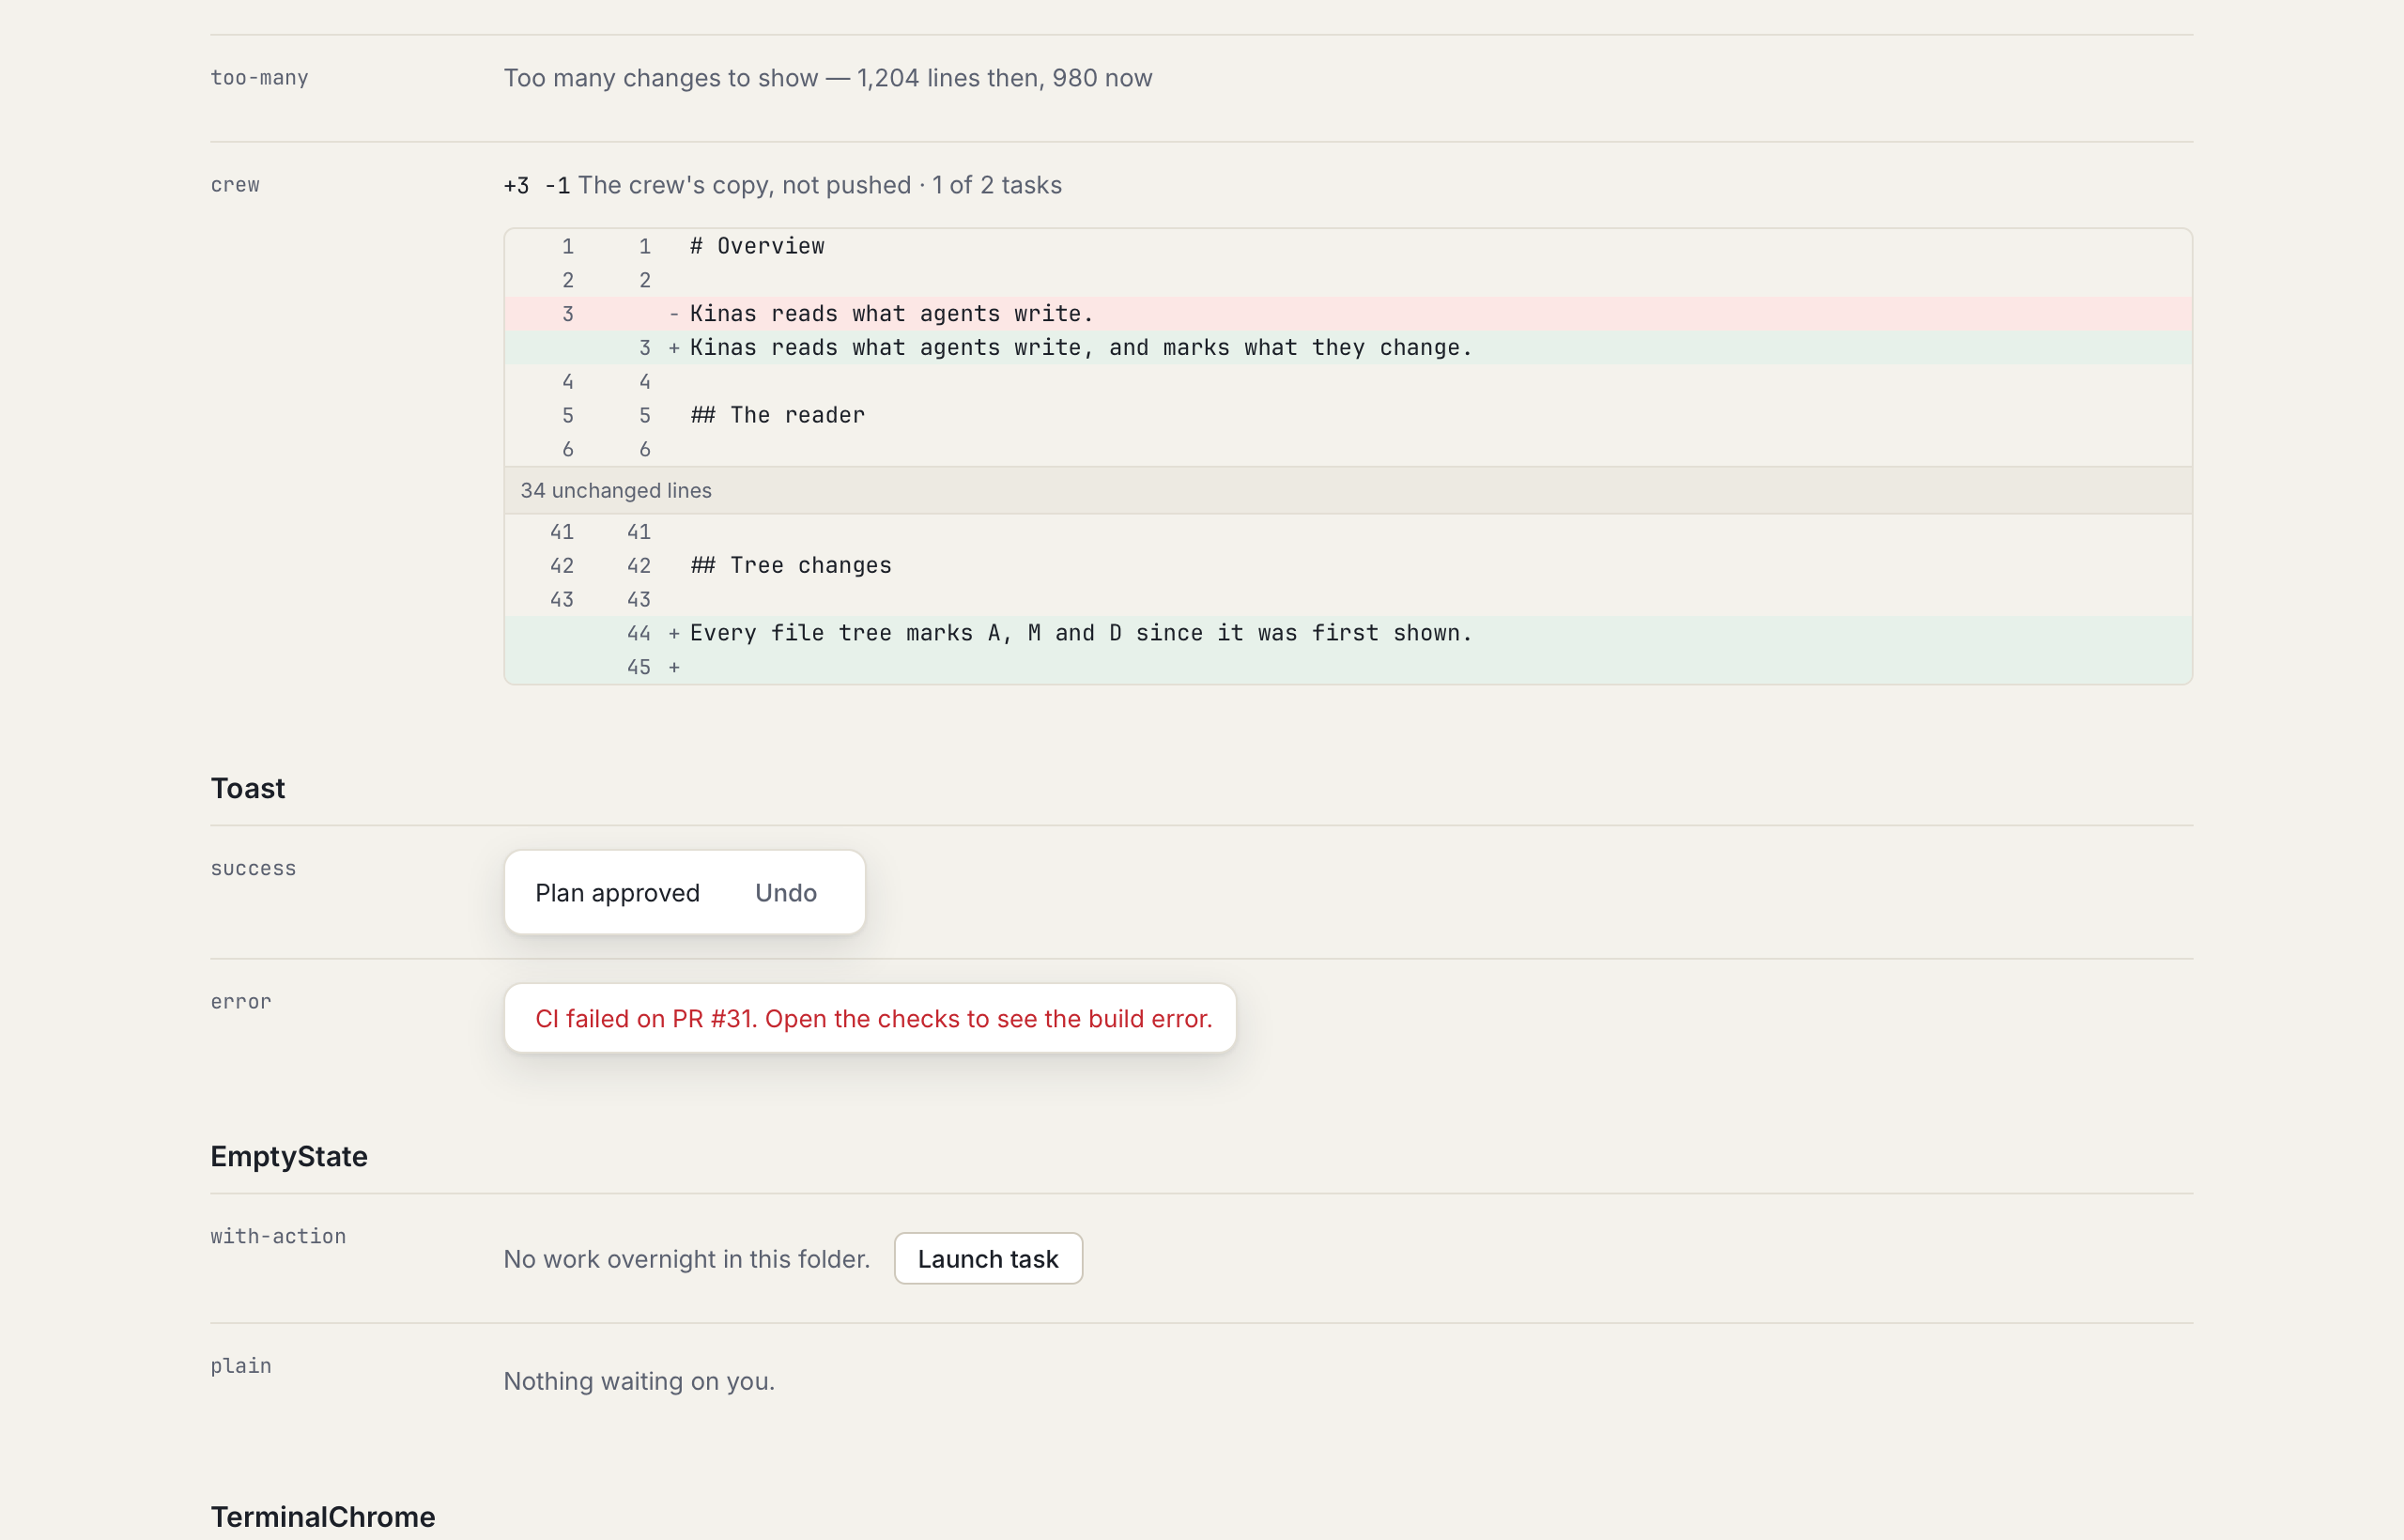 too-many
Too many changes to show — 1,204 lines then, 980 now
crew
+3 -1 The crew's copy, not pushed · 1 of 2 tasks
1 1 # Overview
2 2
3 - Kinas reads what agents write.
3 + Kinas reads what agents write, and marks what they change.
4 4
5 5 ## The reader
6 6
34 unchanged lines
41 41
42 42 ## Tree changes
43 43
44 + Every file tree marks A, M and D since it was first shown.
45 +
Toast
success
Plan approved Undo
error
CI failed on PR #31. Open the checks to see the build error.
EmptyState
with-action
No work overnight in this folder. Launch task
plain
Nothing waiting on you.
TerminalChrome